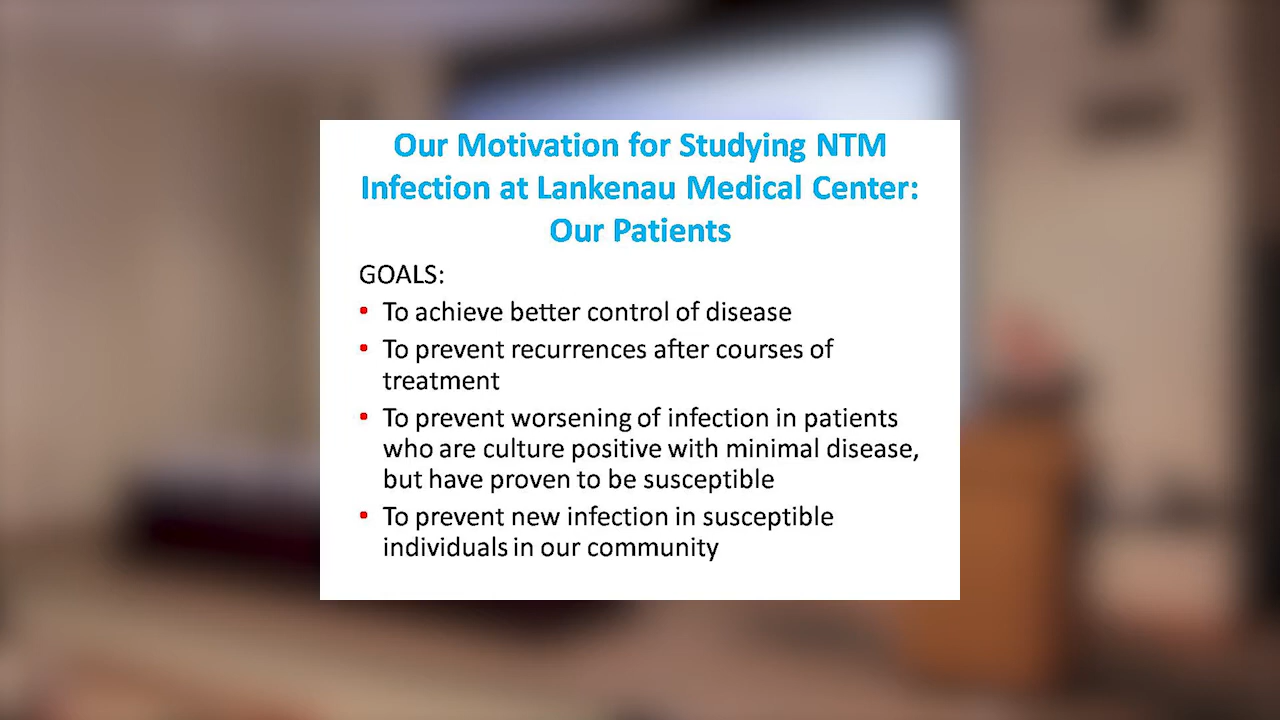 Our Motivation for Studying NTM
Infection at Lankenau Medical Center:
Our Patients
GOALS:
• To achieve better control of disease
• To prevent recurrences after courses of
treatment
• To prevent worsening of infection in patients
who are culture positive with minimal disease,
but have proven to be susceptible
• To prevent new infection in susceptible
individuals in our community